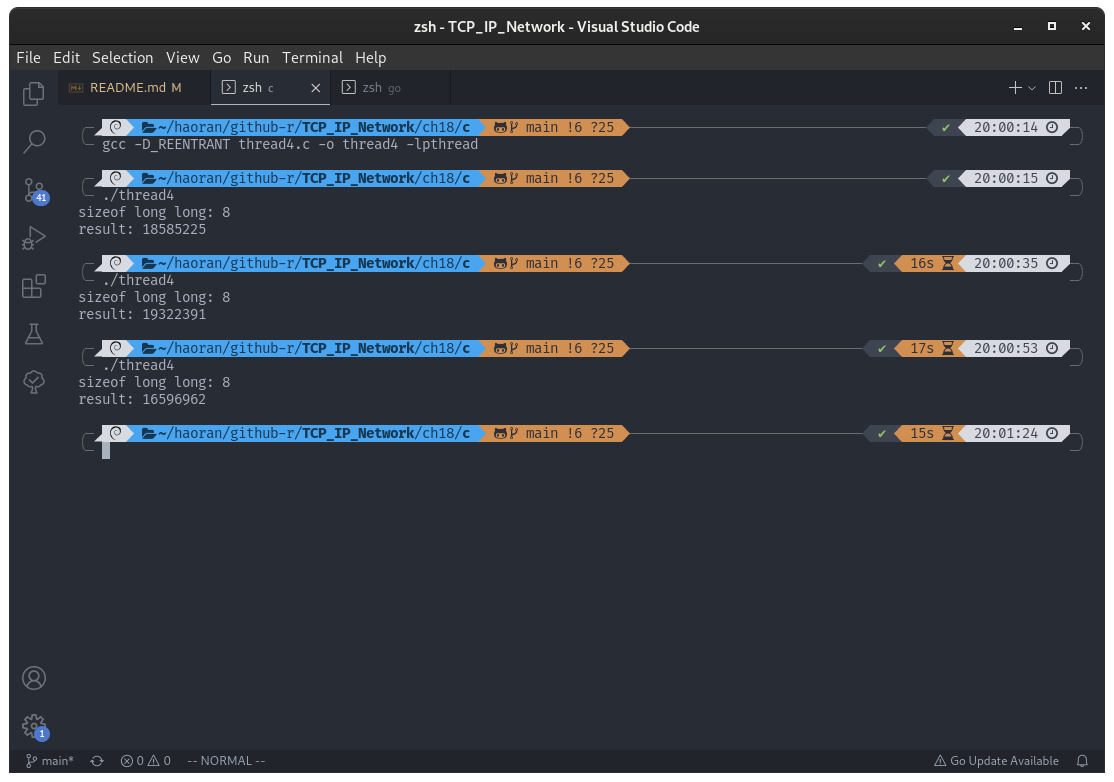 zsh - TCP_IP_Network - Visual Studio Code
File Edit Selection View Go Run Terminal Help
README.md M zsh c zsh go
~/haoran/github-r/TCP_IP_Network/ch18/c main !6 ?25 ✔ 20:00:14
gcc -D_REENTRANT thread4.c -o thread4 -lpthread
~/haoran/github-r/TCP_IP_Network/ch18/c main !6 ?25 ✔ 20:00:15
./thread4
sizeof long long: 8
result: 18585225
~/haoran/github-r/TCP_IP_Network/ch18/c main !6 ?25 ✔ 16s 20:00:35
./thread4
sizeof long long: 8
result: 19322391
~/haoran/github-r/TCP_IP_Network/ch18/c main !6 ?25 ✔ 17s 20:00:53
./thread4
sizeof long long: 8
result: 16596962
~/haoran/github-r/TCP_IP_Network/ch18/c main !6 ?25 ✔ 15s 20:01:24
41
1
main* 0 0 -- NORMAL -- Go Update Available